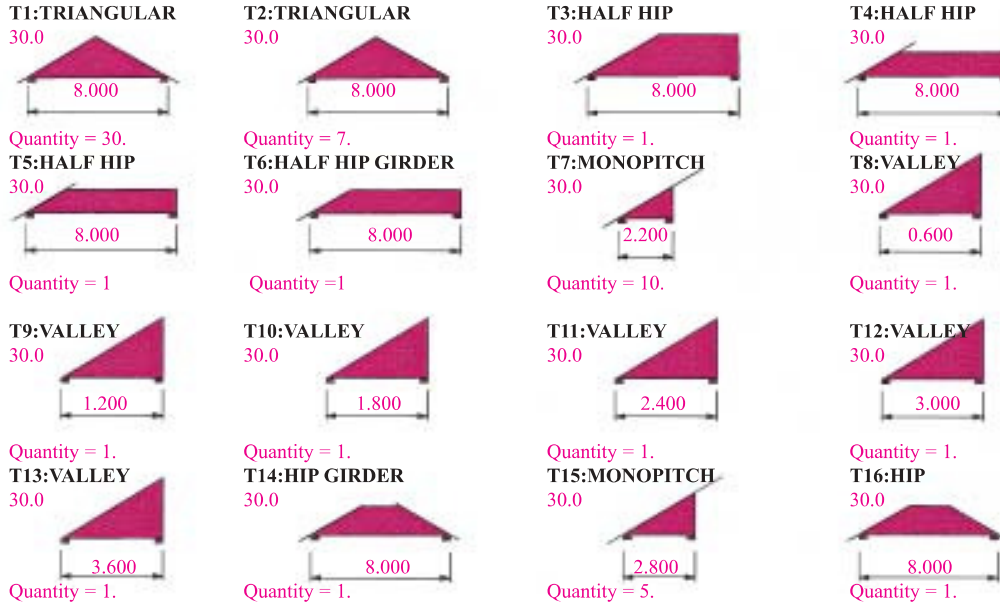 T1:TRIANGULAR
30.0
8.000
Quantity = 30.
T2:TRIANGULAR
30.0
8.000
Quantity = 7.
T3:HALF HIP
30.0
8.000
Quantity = 1.
T4:HALF HIP
30.0
8.000
Quantity = 1.
T5:HALF HIP
30.0
8.000
Quantity = 1
T6:HALF HIP GIRDER
30.0
8.000
Quantity =1
T7:MONOPITCH
30.0
2.200
Quantity = 10.
T8:VALLEY
30.0
0.600
Quantity = 1.
T9:VALLEY
30.0
1.200
Quantity = 1.
T10:VALLEY
30.0
1.800
Quantity = 1.
T11:VALLEY
30.0
2.400
Quantity = 1.
T12:VALLEY
30.0
3.000
Quantity = 1.
T13:VALLEY
30.0
3.600
Quantity = 1.
T14:HIP GIRDER
30.0
8.000
Quantity = 1.
T15:MONOPITCH
30.0
2.800
Quantity = 5.
T16:HIP
30.0
8.000
Quantity = 1.